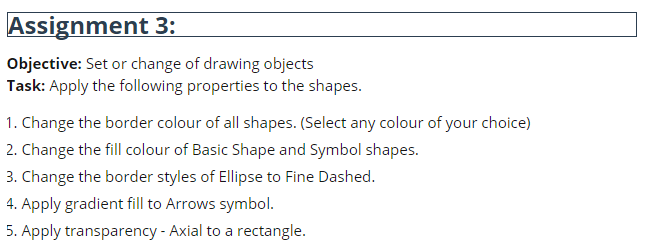 Assignment 3:
Objective: Set or change of drawing objects
Task: Apply the following properties to the shapes.
1. Change the border colour of all shapes. (Select any colour of your choice)
2. Change the fill colour of Basic Shape and Symbol shapes.
3. Change the border styles of Ellipse to Fine Dashed.
4. Apply gradient fill to Arrows symbol.
5. Apply transparency - Axial to a rectangle.